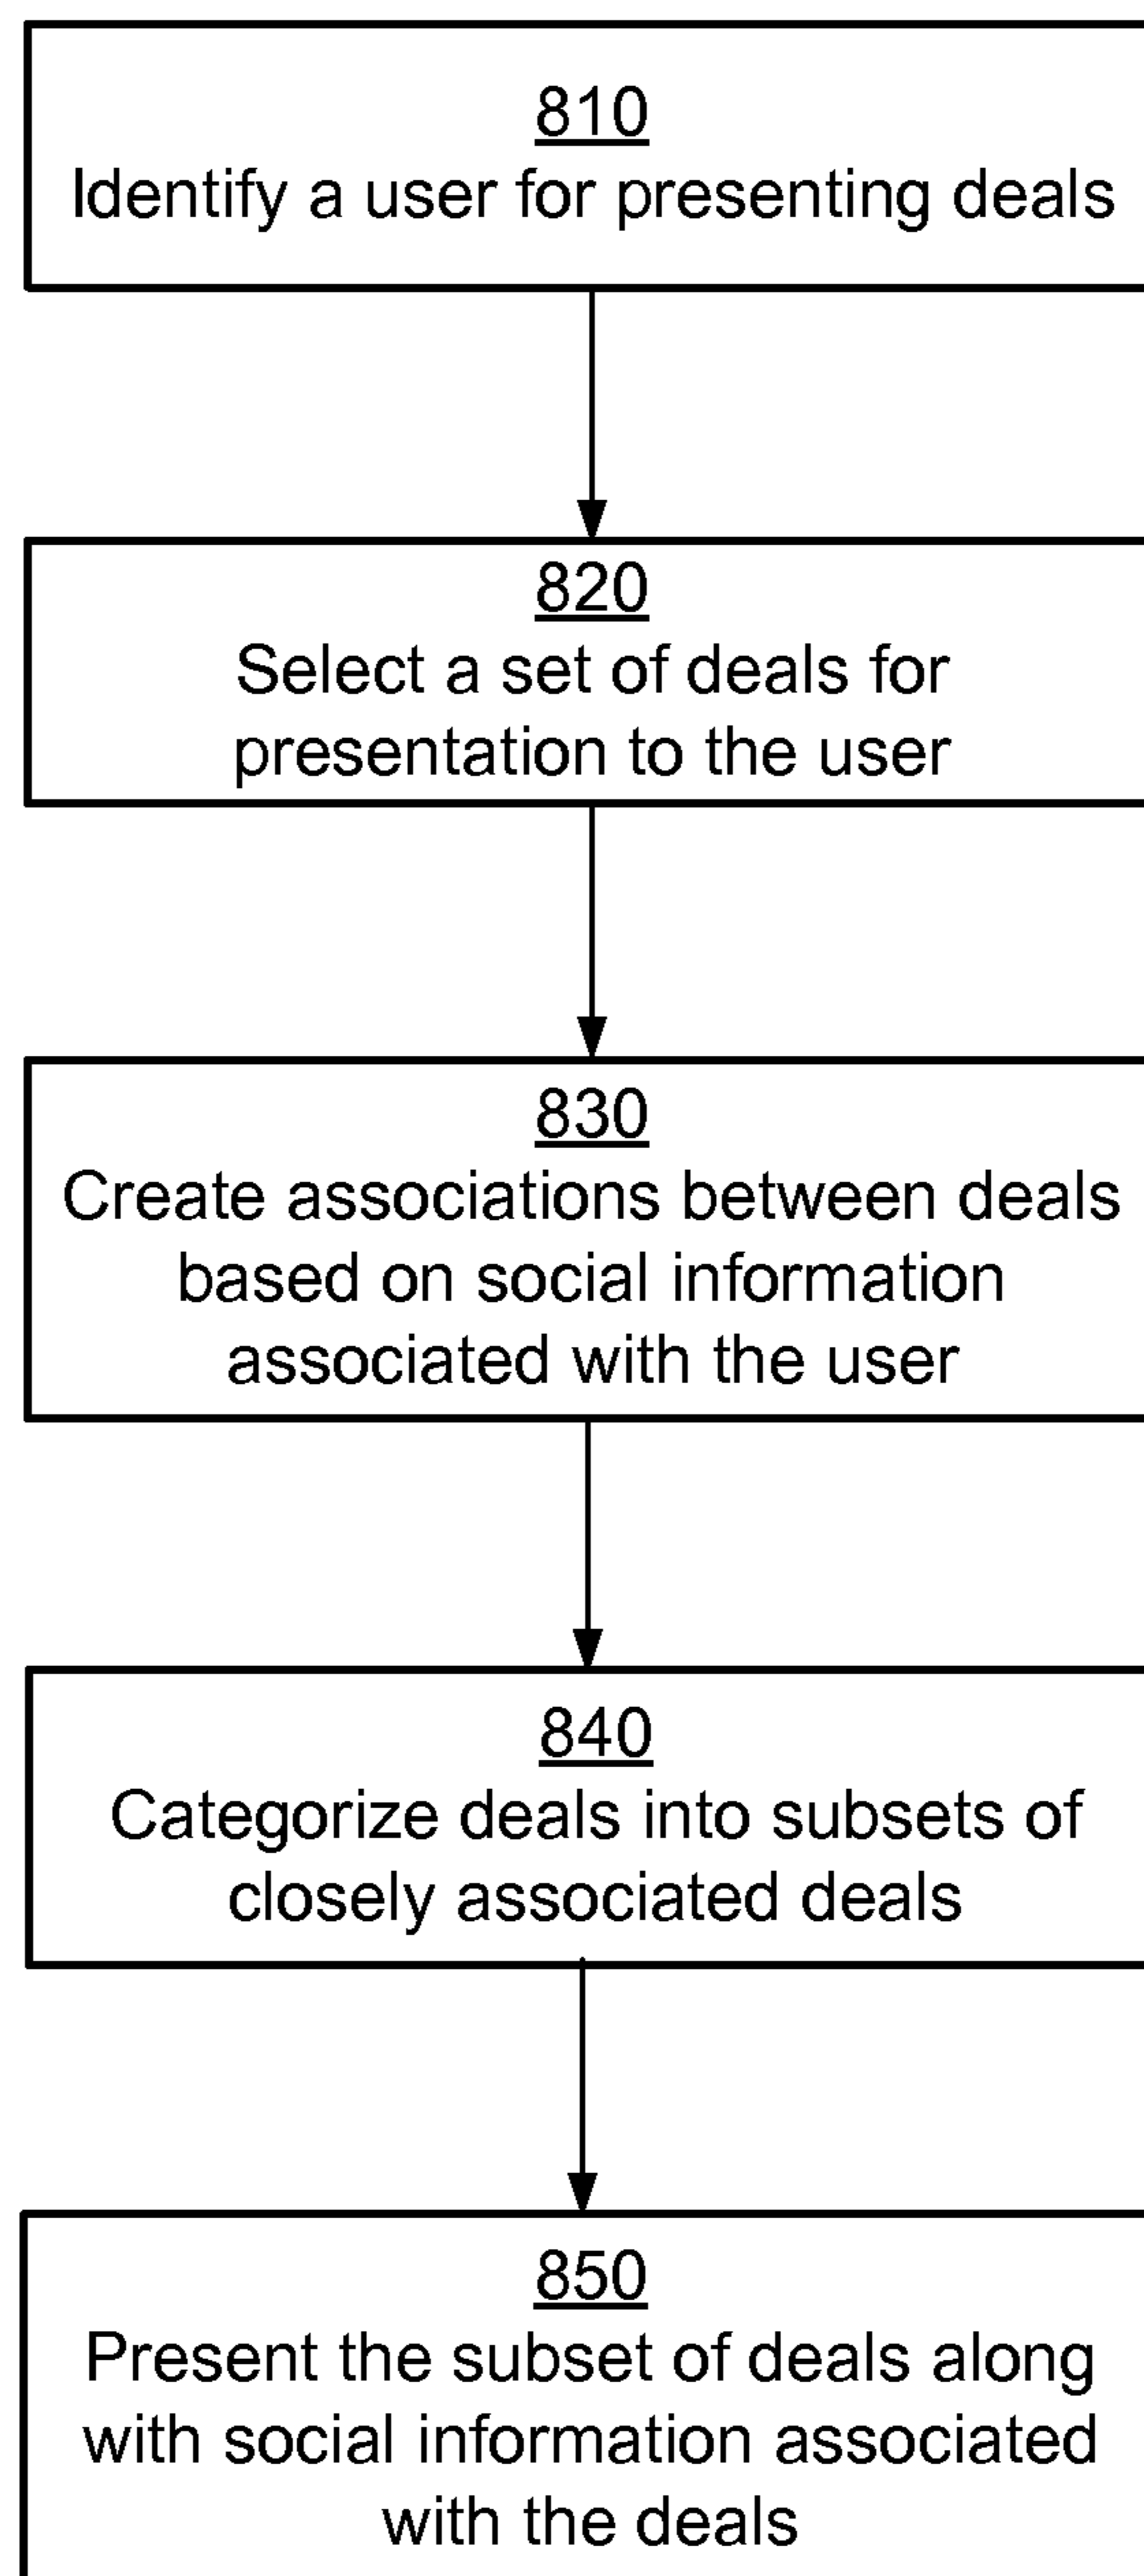 810
Identify a user for presenting deals
820
Select a set of deals for
presentation to the user
830
Create associations between deals
based on social information
associated with the user
840
Categorize deals into subsets of
closely associated deals
850
Present the subset of deals along
with social information associated
with the deals